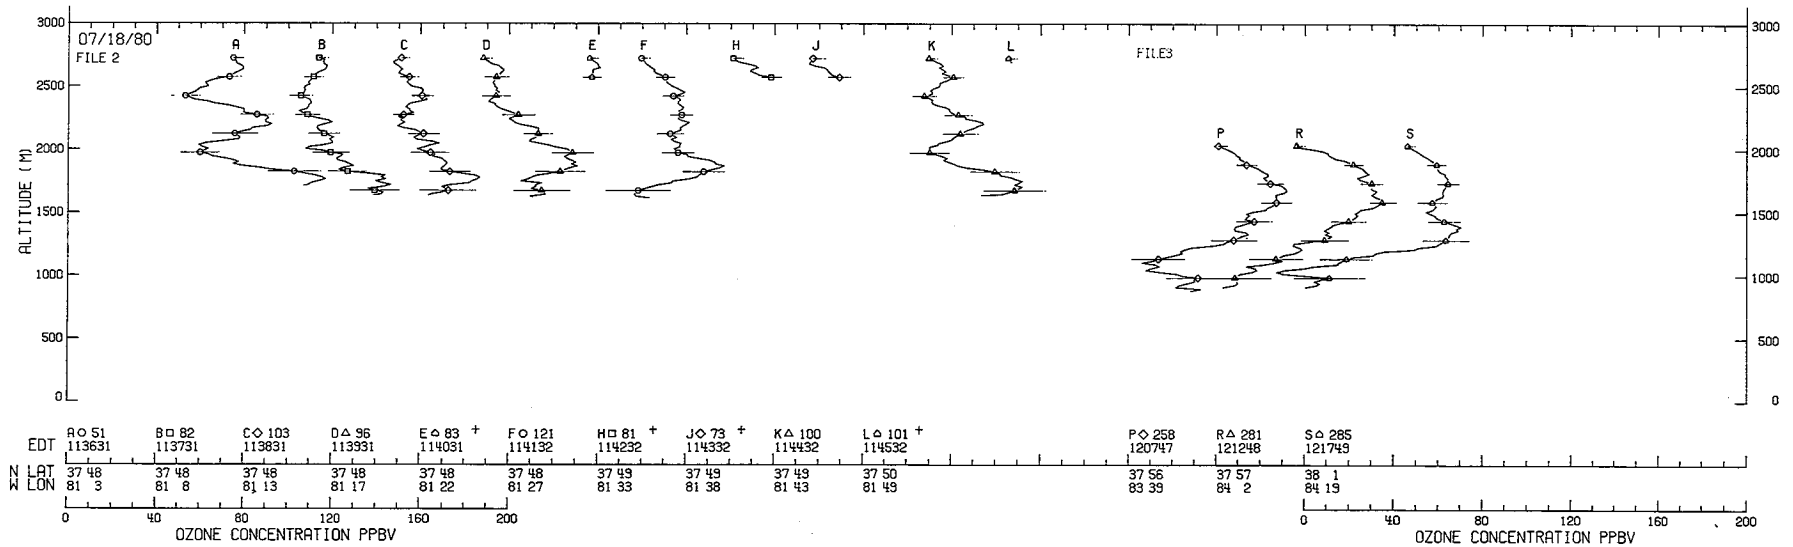 3000
07/18/80
FILE 2
A B C D E F H J K L
FILE3
3000
2500
2500
2000
P R S
2000
ALTITUDE (M)
1500
1500
1000
1000
500
500
0
0
A 51 B 82 C 103 D 96 E 83 + F 121 H 81 + J 73 + K 100 L 101 + P 258 R 281 S 285
EDT 113631 113731 113831 113931 114031 114132 114232 114332 114432 114532 120747 121248 121749
N LAT 37 48 37 48 37 48 37 48 37 48 37 48 37 49 37 49 37 49 37 50 37 56 37 57 38 1
W LON 81 3 81 8 81 13 81 17 81 22 81 27 81 33 81 38 81 43 81 49 83 39 84 2 84 19
0 40 80 120 160 200 0 40 80 120 160 200
OZONE CONCENTRATION PPBV OZONE CONCENTRATION PPBV